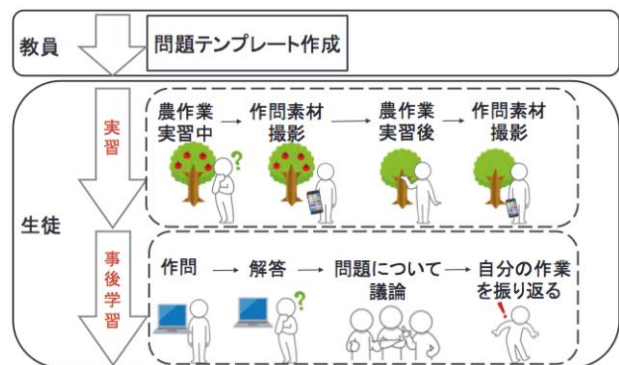 教員
問題テンプレート作成
生徒
実習
農作業
実習中
作問素材
撮影
農作業
実習後
作問素材
撮影
?
事後学習
作問
解答
問題について
議論
自分の作業
を振り返る
?
!